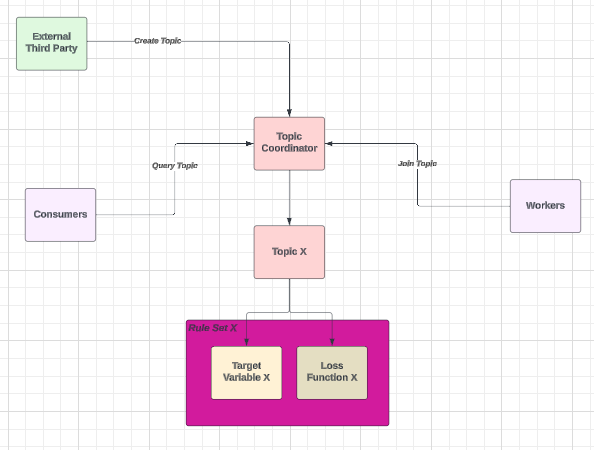 External
Third Party
Create Topic
Topic
Coordinator
Query Topic
Join Topic
Consumers
Workers
Topic X
Rule Set X
Target
Variable X
Loss
Function X